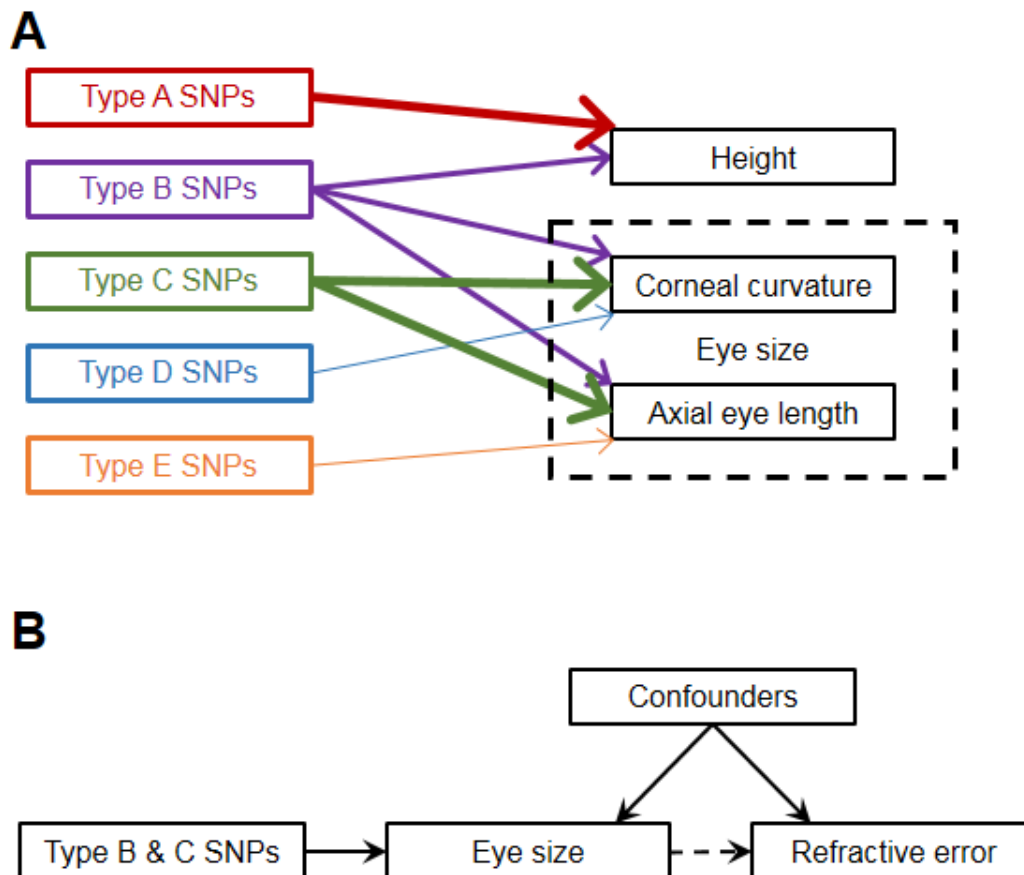 A
Type A SNPs
Height
Type B SNPs
Type C SNPs
Corneal curvature
Eye size
Type D SNPs
Axial eye length
Type E SNPs
B
Confounders
Type B & C SNPs
Eye size
Refractive error